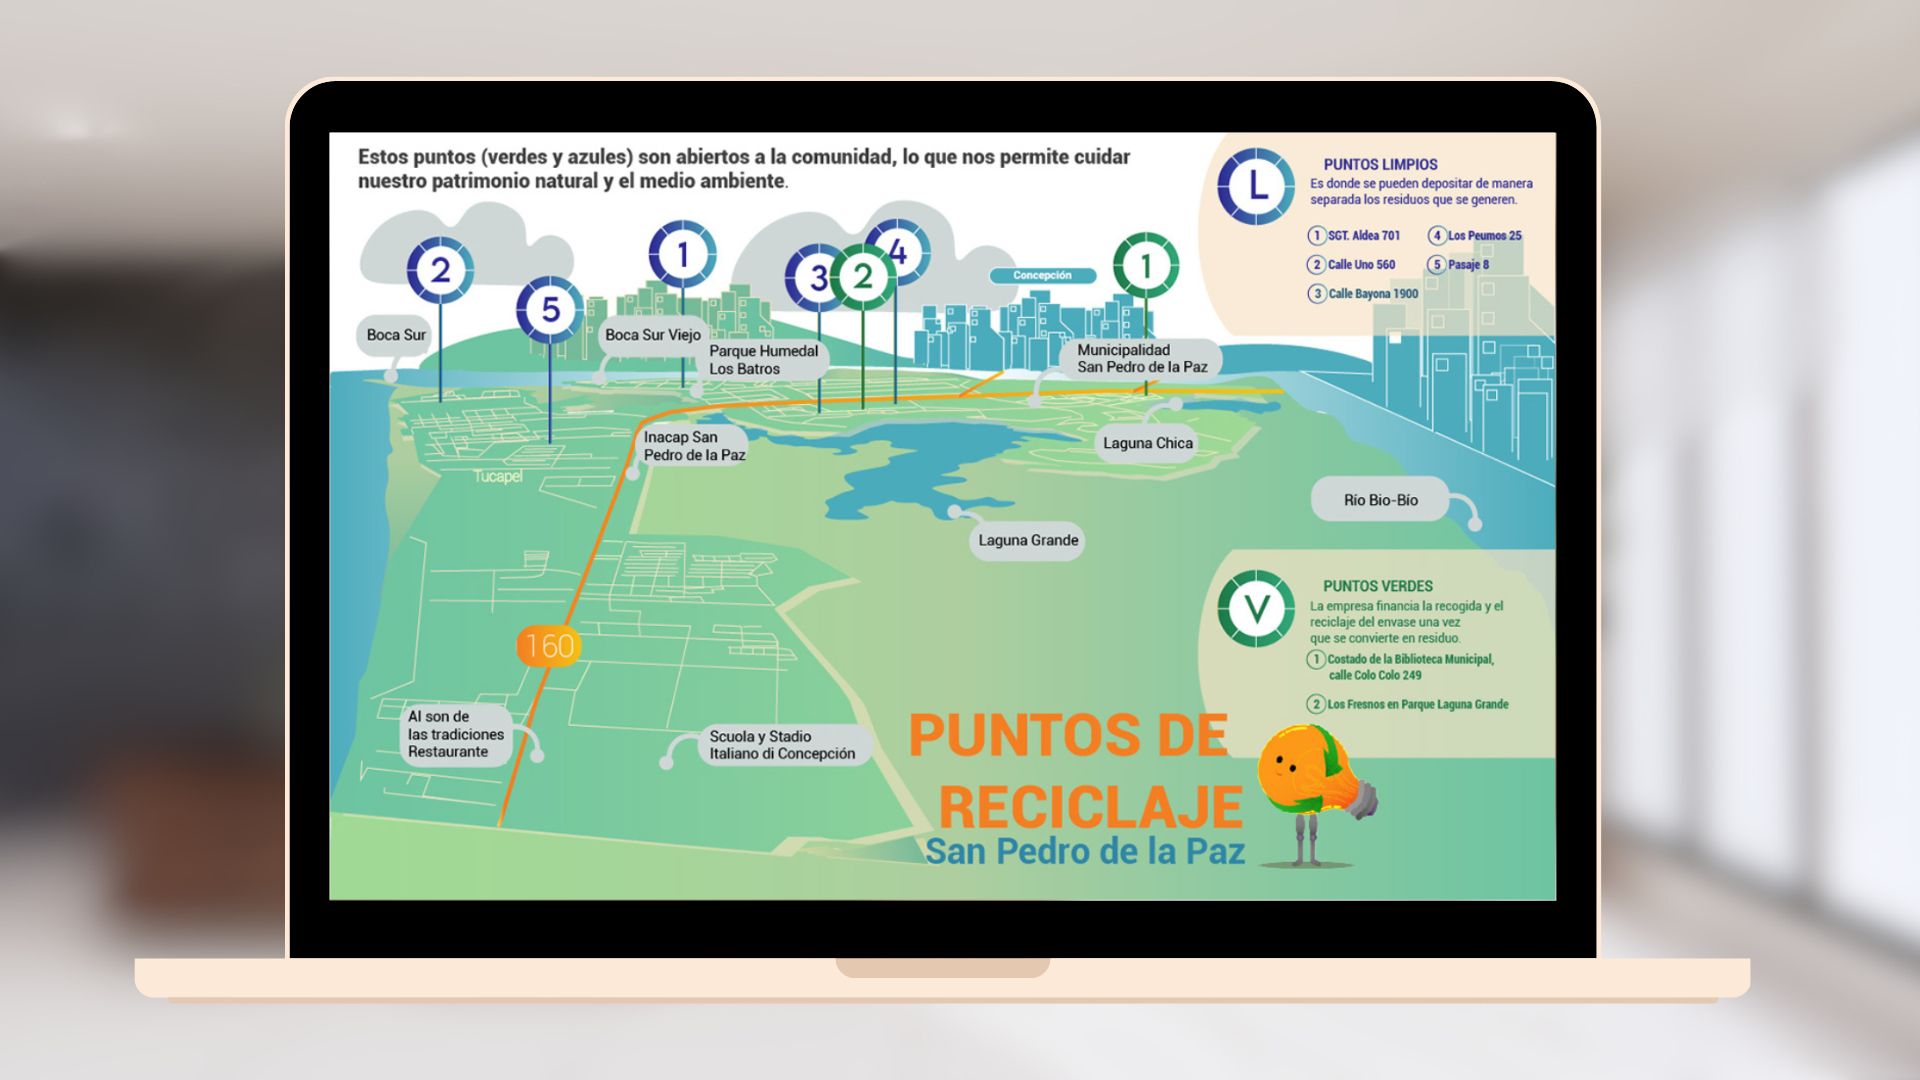 Estos puntos (verdes y azules) son abiertos a la comunidad, lo que nos permite cuidar
nuestro patrimonio natural y el medio ambiente.
L
PUNTOS LIMPIOS
Es donde se pueden depositar de manera
separada los residuos que se generen.
1 SGT. Aldea 701
4 Los Peumos 25
2 Calle Uno 560
5 Pasaje 8
3 Calle Bayona 1900
2
5
1
3
2
4
1
Concepción
Boca Sur
Boca Sur Viejo
Parque Humedal
Los Batros
Municipalidad
San Pedro de la Paz
Inacap San
Pedro de la Paz
Laguna Chica
Tucapel
Río Bio-Bío
Laguna Grande
V
PUNTOS VERDES
La empresa financia la recogida y el
reciclaje del envase una vez
que se convierte en residuo.
1 Costado de la Biblioteca Municipal,
calle Colo Colo 249
2 Los Fresnos en Parque Laguna Grande
160
Al son de
las tradiciones
Restaurante
Scuola y Stadio
Italiano di Concepción
PUNTOS DE
RECICLAJE
San Pedro de la Paz